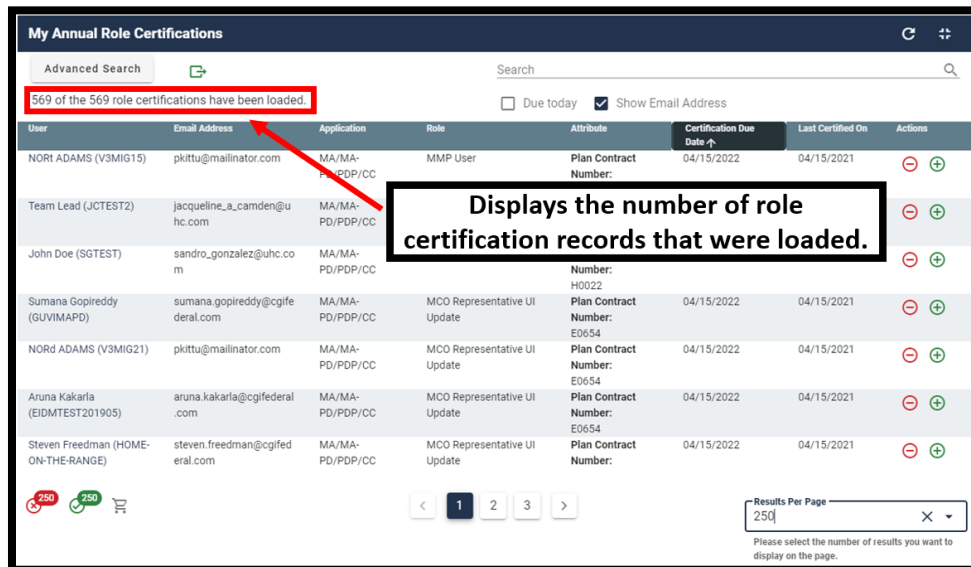 My Annual Role Certifications
Advanced Search
Search
569 of the 569 role certifications have been loaded.
Due today
Show Email Address
User Email Address Application Role Attribute Certification Due Date Last Certified On Actions
NORt ADAMS (V3MIG15) pkittu@mailinator.com MA/MA- MMP User Plan Contract 04/15/2022 04/15/2021
PD/PDP/CC Number:
Team Lead (JCTEST2) jacqueline_a_camden@u MA/MA-
hc.com PD/PDP/CC
Displays the number of role
certification records that were loaded.
John Doe (SGTEST) sandro_gonzalez@uhc.co MA/MA-
m PD/PDP/CC Number:
H0022
Sumana Gopireddy sumana.gopireddy@cgife MA/MA- MCO Representative UI Plan Contract 04/15/2022 04/15/2021
(GUVIMAPD) deral.com PD/PDP/CC Update Number:
E0654
NORd ADAMS (V3MIG21) pkittu@mailinator.com MA/MA- MCO Representative UI Plan Contract 04/15/2022 04/15/2021
PD/PDP/CC Update Number:
E0654
Aruna Kakarla aruna.kakarla@cgifederal MA/MA- MCO Representative UI Plan Contract 04/15/2022 04/15/2021
(EIDMTEST201905) .com PD/PDP/CC Update Number:
E0654
Steven Freedman (HOME- steven.freedman@cgifed MA/MA- MCO Representative UI Plan Contract 04/15/2022 04/15/2021
ON-THE-RANGE) eral.com PD/PDP/CC Update Number:
250 250
1 2 3
Results Per Page
250
Please select the number of results you want to
display on the page.